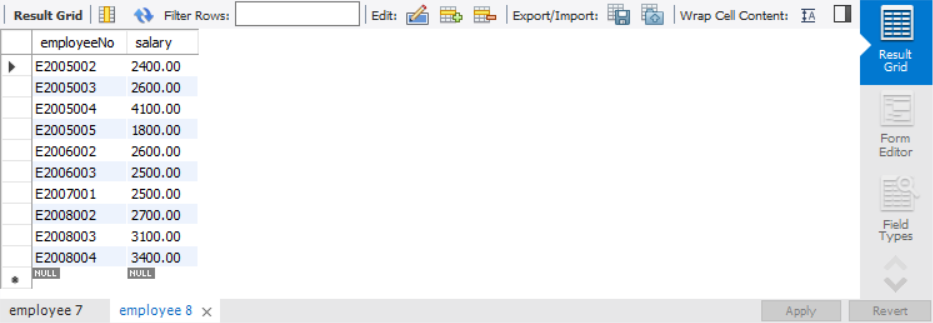 Result Grid Filter Rows: Edit: Export/Import: Wrap Cell Content: IA
employeeNo salary
E2005002 2400.00
E2005003 2600.00
E2005004 4100.00
E2005005 1800.00
E2006002 2600.00
E2006003 2500.00
E2007001 2500.00
E2008002 2700.00
E2008003 3100.00
E2008004 3400.00
NULL NULL
employee 7 employee 8 Apply Revert
Result
Grid
Form
Editor
Field
Types